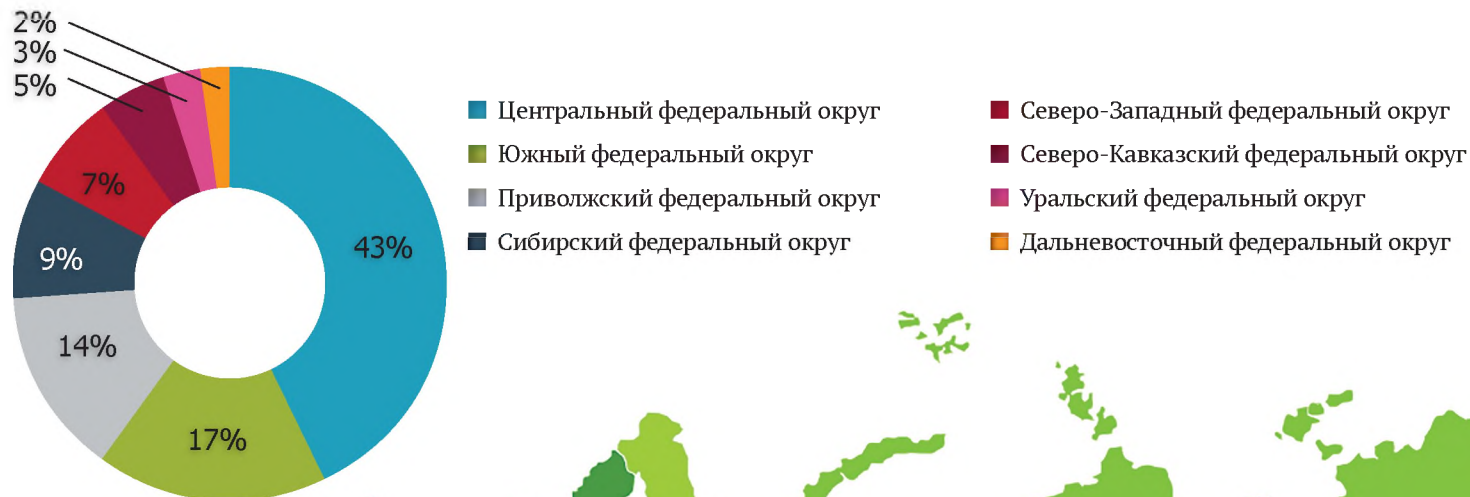 2%
3%
5%
7%
9%
14%
17%
43%
Центральный федеральный округ
Южный федеральный округ
Приволжский федеральный округ
Сибирский федеральный округ
Северо-Западный федеральный округ
Северо-Кавказский федеральный округ
Уральский федеральный округ
Дальневосточный федеральный округ